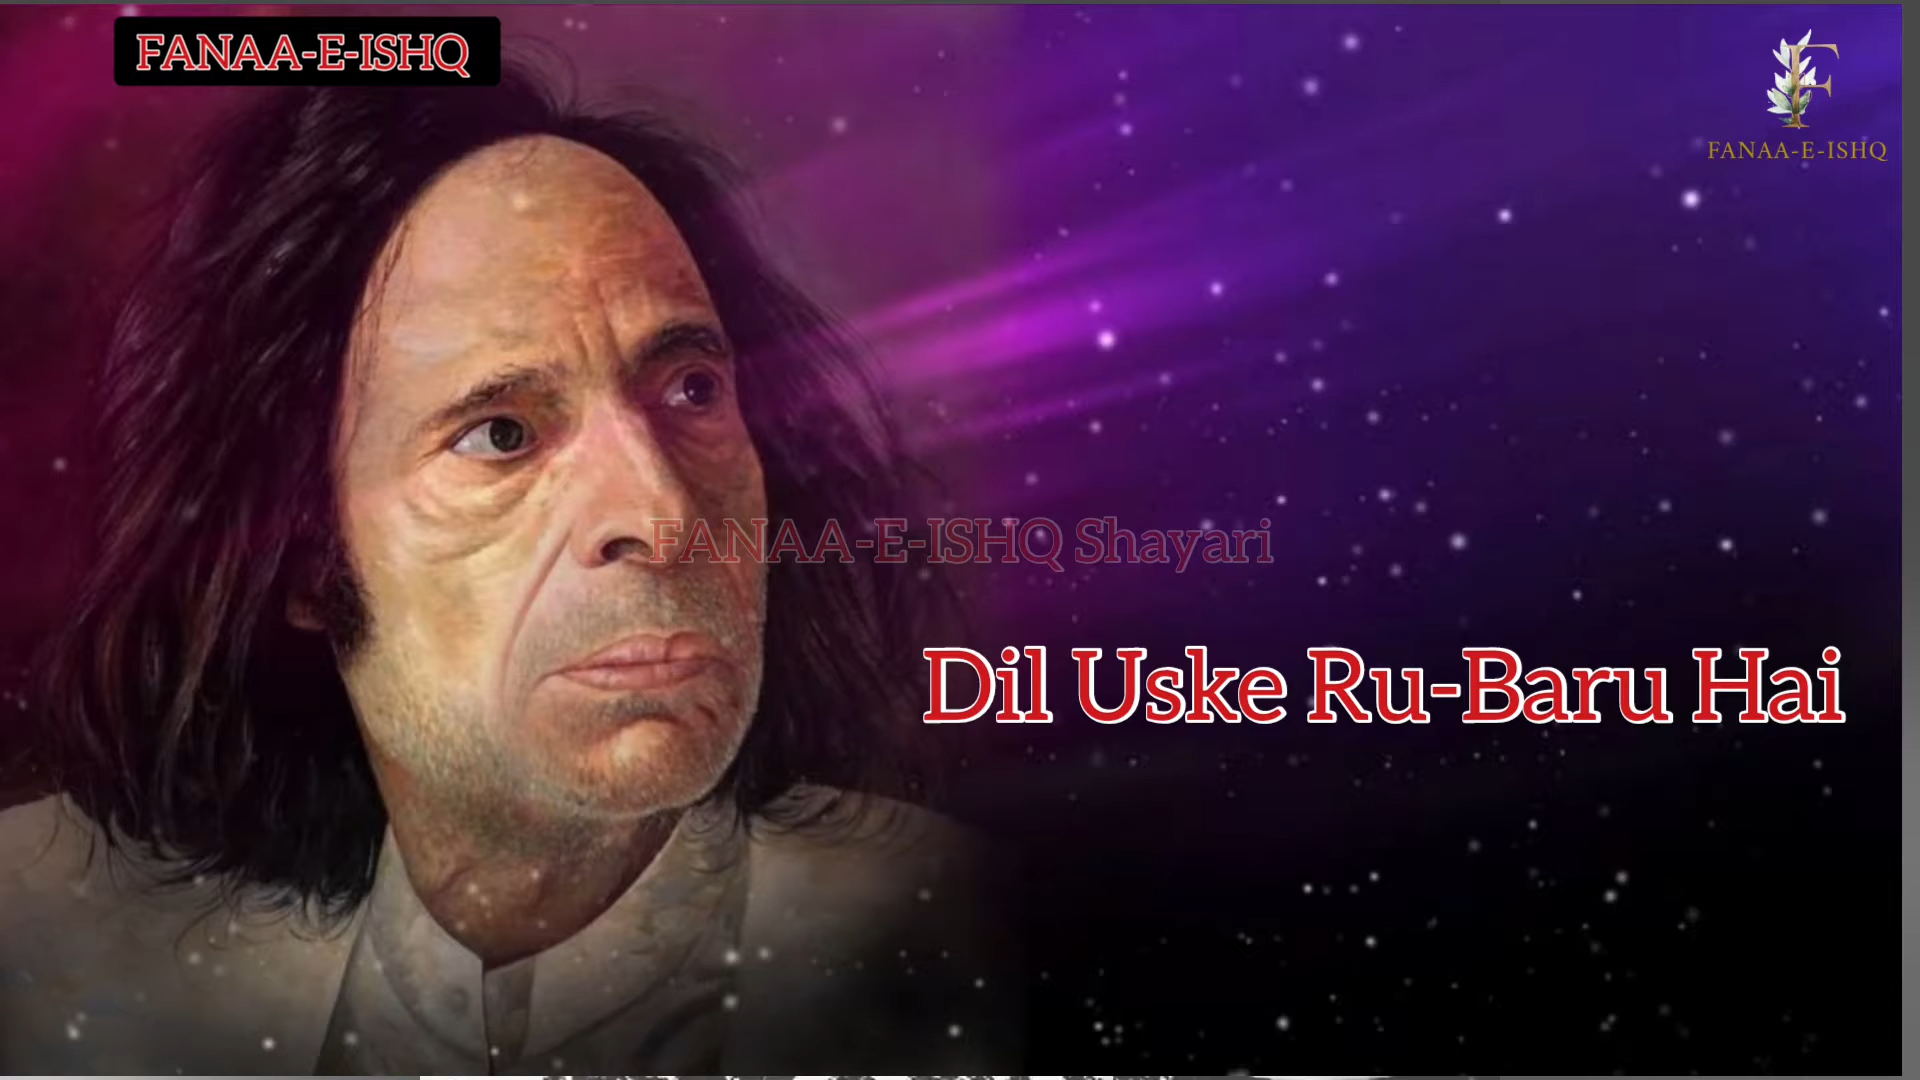 FANAA-E-ISHQ
F
FANAA-E-ISHQ
FANAA-E-ISHQ Shayari
Dil Uske Ru-Baru Hai